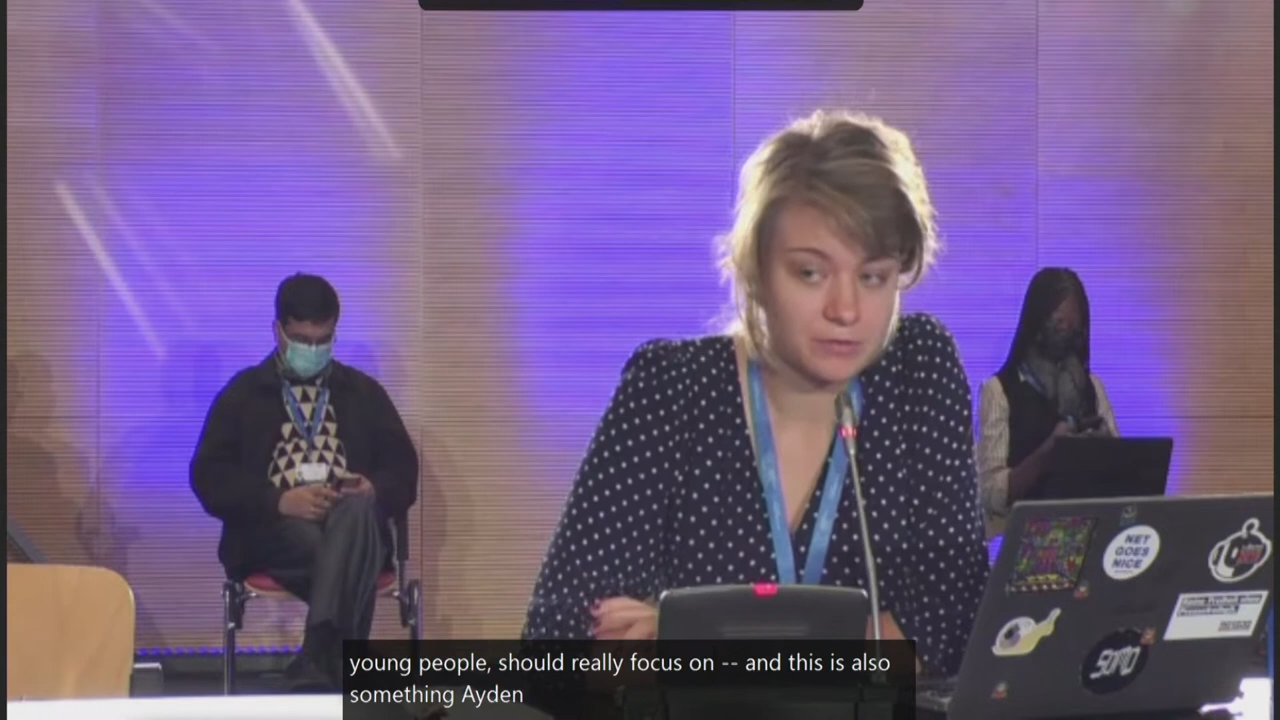 NET
GOES
NICE
young people, should really focus on -- and this is also
something Ayden